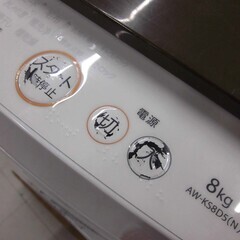 スタート
一時停止
切
電源
入
8kg
AW-KS8D5(N)